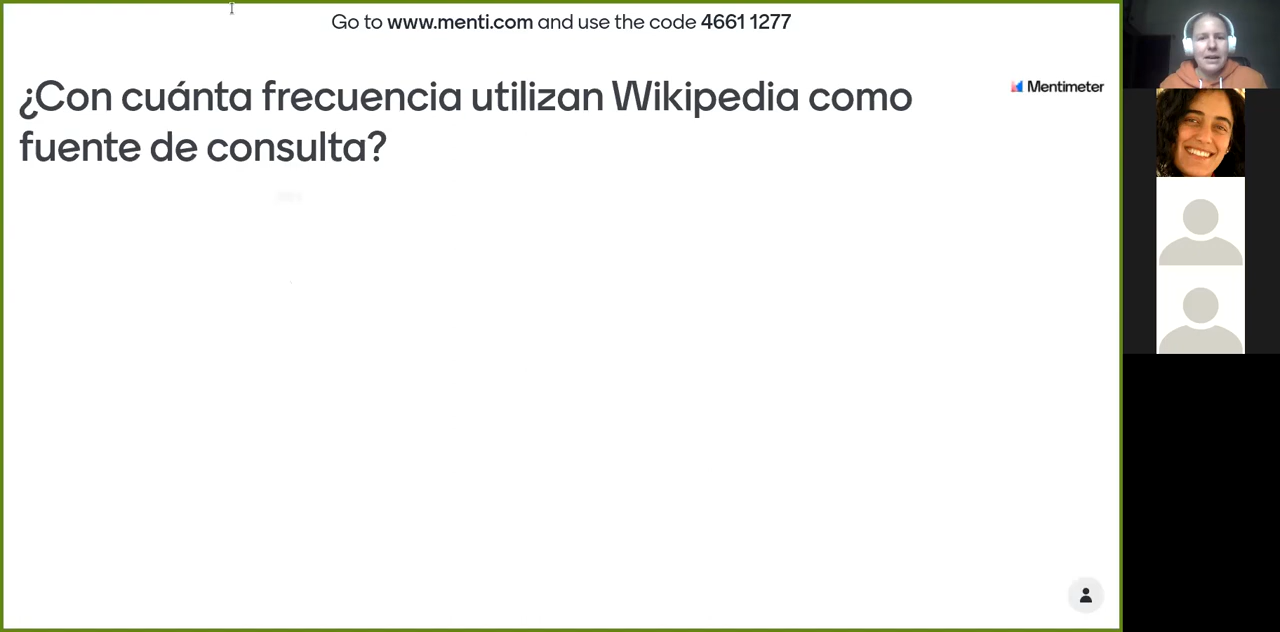 Go to www.menti.com and use the code 4661 1277
¿Con cuánta frecuencia utilizan Wikipedia como
fuente de consulta?
Mentimeter